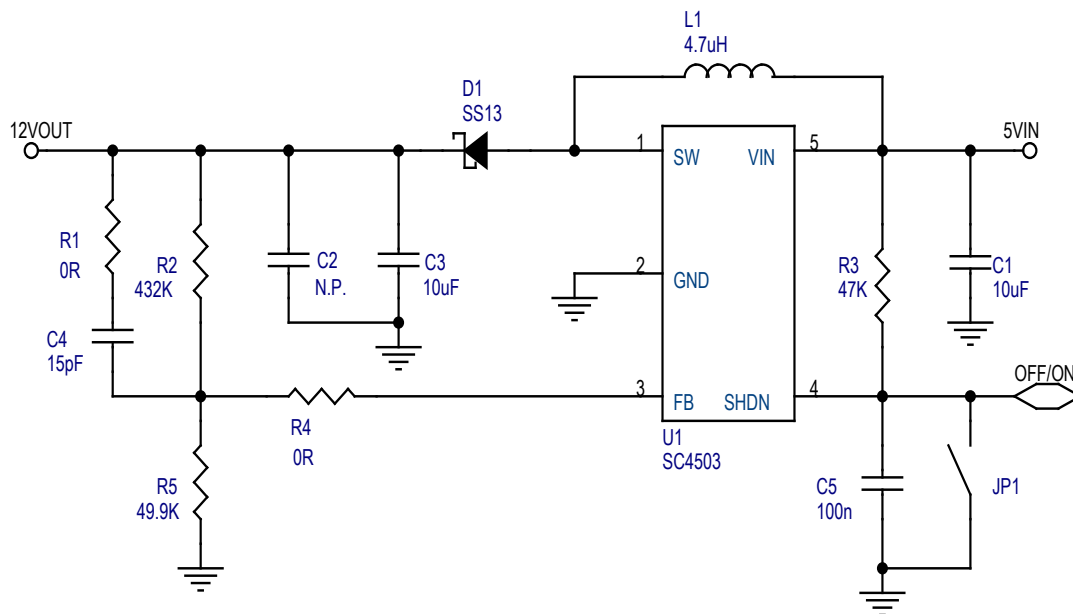 L1
4.7uH
D1
SS13
12VOUT
5VIN
1
SW
VIN
5
R1
0R
R2
432K
C2
N.P.
C3
10uF
2
GND
R3
47K
C1
10uF
C4
15pF
OFF/ON
3
FB
SHDN
4
R4
0R
U1
SC4503
R5
49.9K
C5
100n
JP1